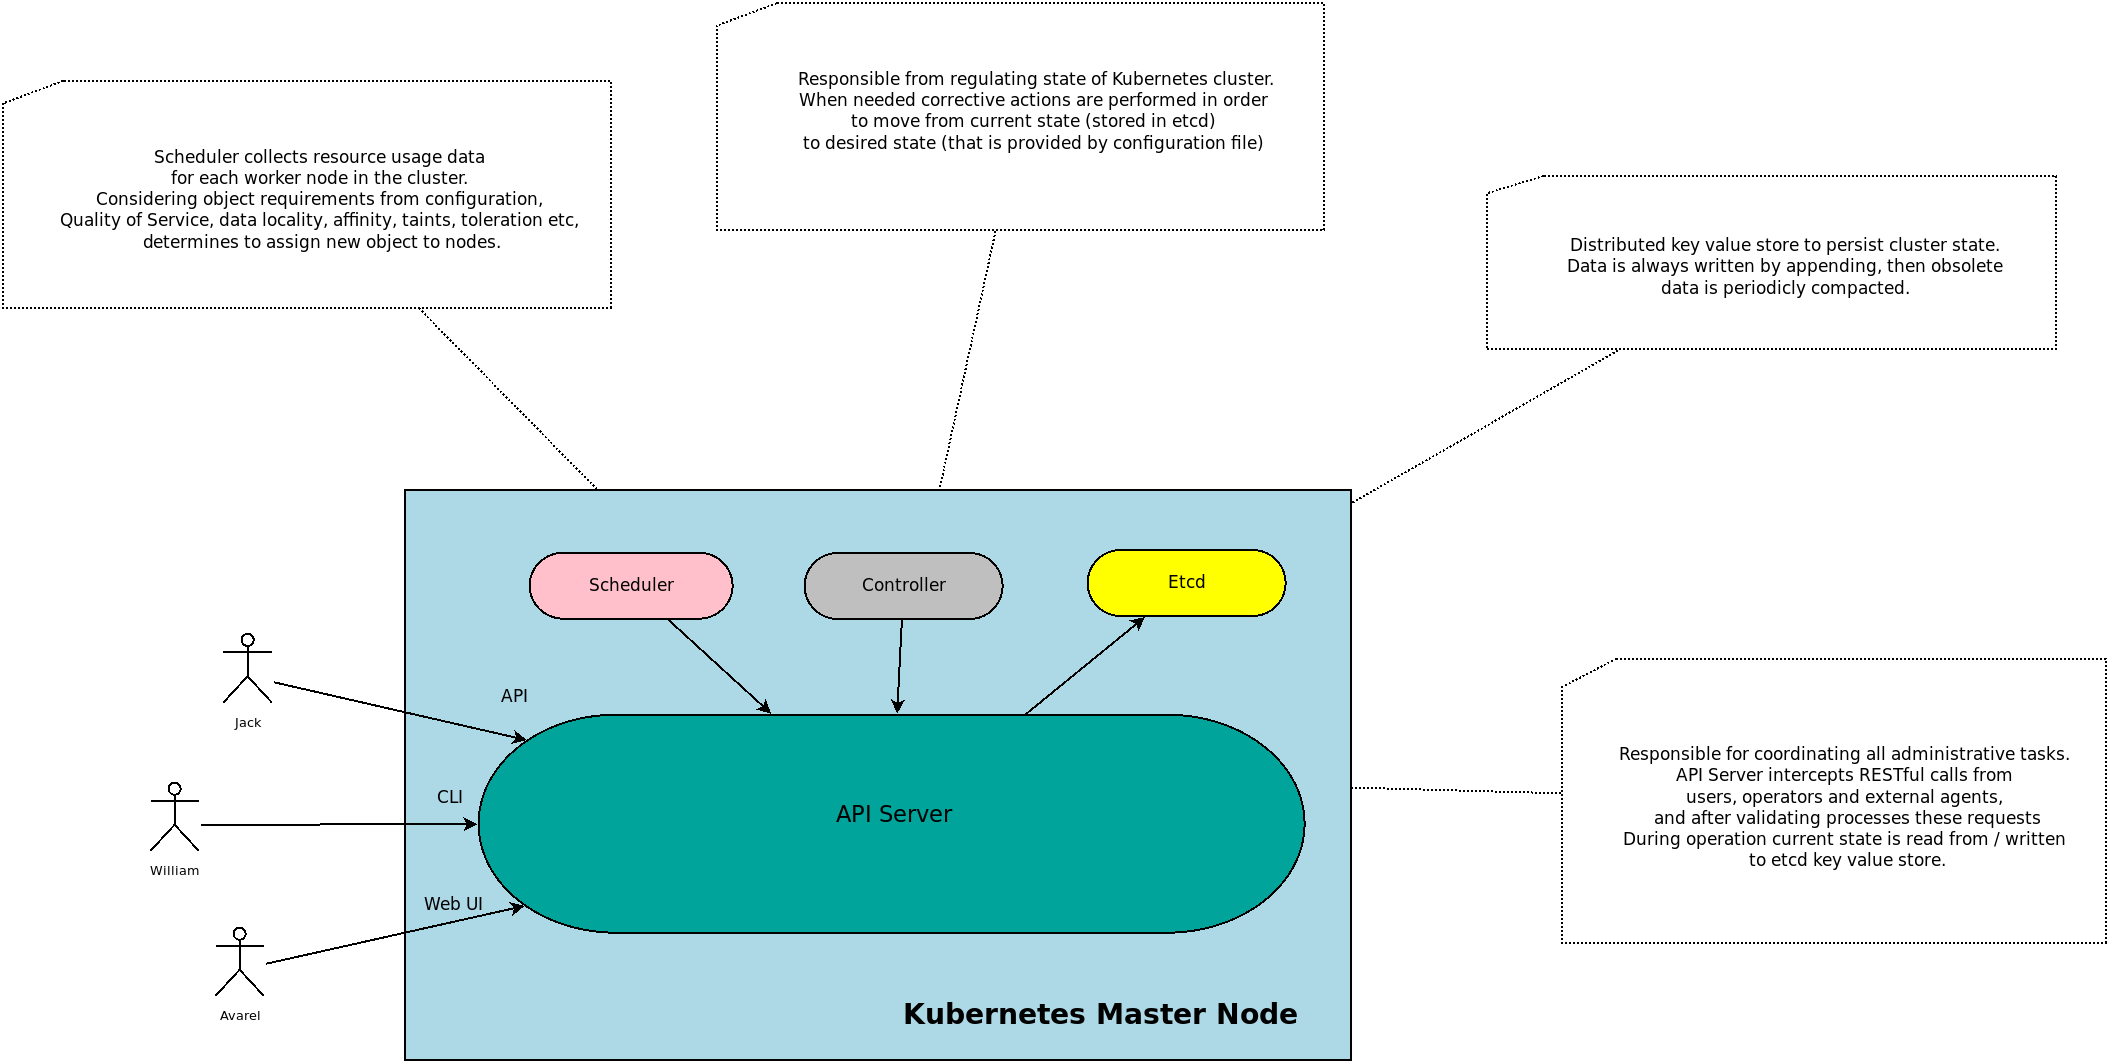 Responsible from regulating state of Kubernetes cluster.
When needed corrective actions are performed in order
to move from current state (stored in etcd)
to desired state (that is provided by configuration file)
Scheduler collects resource usage data
for each worker node in the cluster.
Considering object requirements from configuration,
Quality of Service, data locality, affinity, taints, toleration etc,
determines to assign new object to nodes.
Distributed key value store to persist cluster state.
Data is always written by appending, then obsolete
data is periodicly compacted.
Scheduler
Controller
Etcd
API
Jack
CLI
William
Web UI
Avarel
API Server
Responsible for coordinating all administrative tasks.
API Server intercepts RESTful calls from
users, operators and external agents,
and after validating processes these requests
During operation current state is read from / written
to etcd key value store.
Kubernetes Master Node